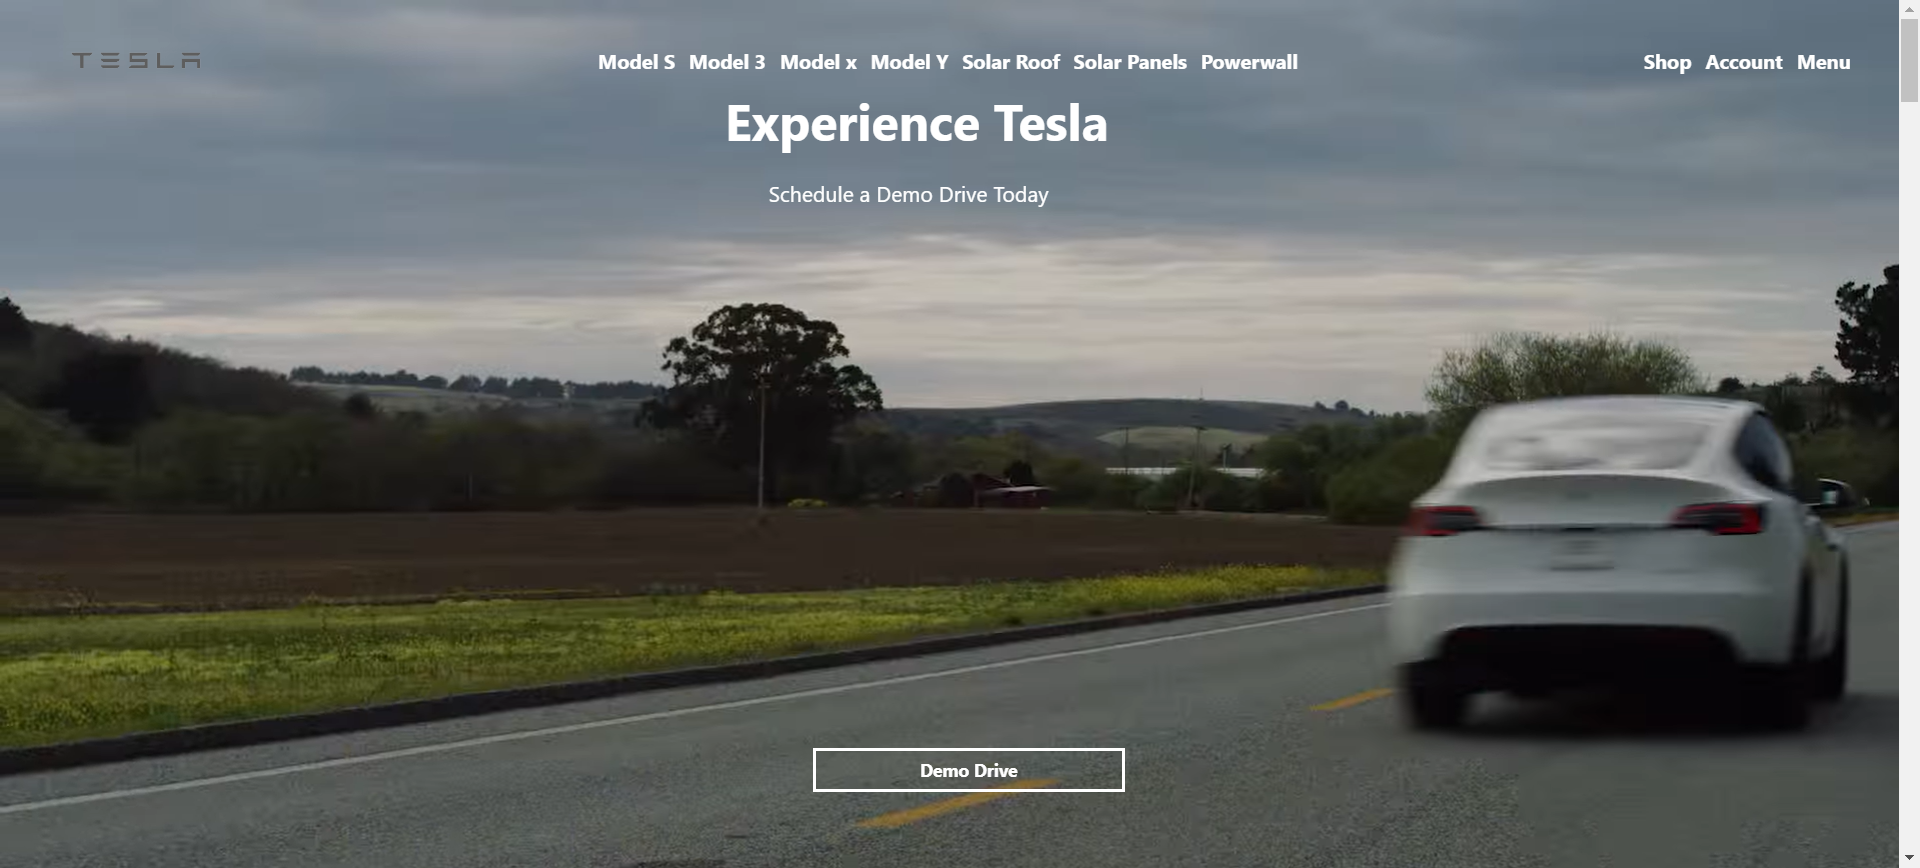 TESLA Model S Model 3 Model x Model Y Solar Roof Solar Panels Powerwall Shop Account Menu
Experience Tesla
Schedule a Demo Drive Today
Demo Drive